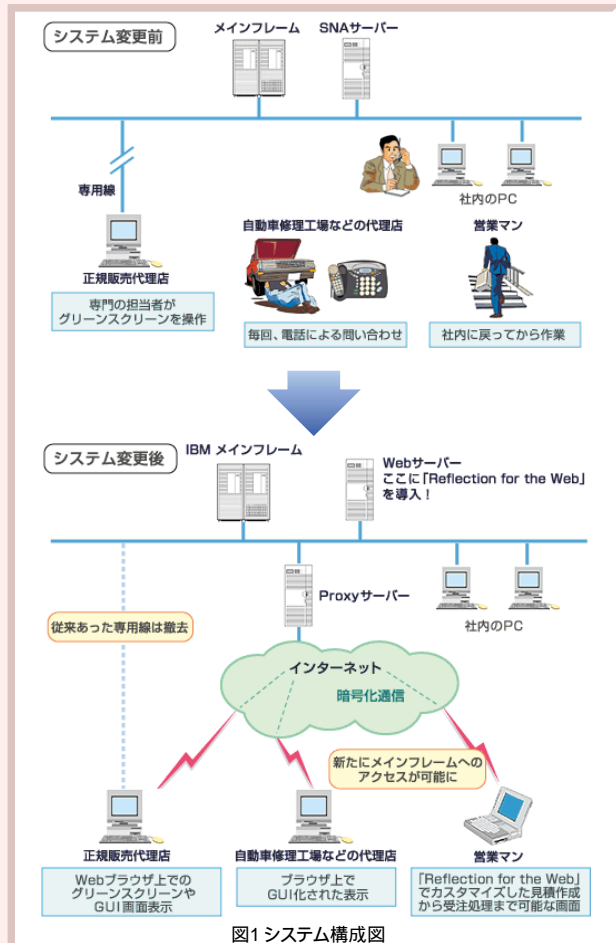 システム変更前
メインフレーム
SNAサーバー
専用線
社内のPC
正規販売代理店
専門の担当者が
グリーンスクリーンを操作
自動車修理工場などの代理店
毎回、電話による問い合わせ
営業マン
社内に戻ってから作業
システム変更後
IBM メインフレーム
Webサーバー
ここに「Reflection for the Web」
を導入！
Proxyサーバー
社内のPC
従来あった専用線は撤去
インターネット
暗号化通信
新たにメインフレームへの
アクセスが可能に
正規販売代理店
Webブラウザ上での
グリーンスクリーンや
GUI画面表示
自動車修理工場などの代理店
ブラウザ上で
GUI化された表示
営業マン
「Reflection for the Web」
でカスタマイズした見積作成
から受注処理まで可能な画面
図1 システム構成図